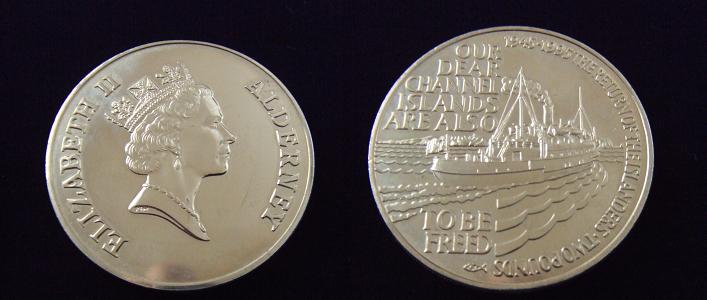 ELIZABETH II
ALDERNEY
OUR
DEAR
CHANNEL
ISLANDS
ARE ALSO
TO BE
FREED
1945-1995 THE RETURN OF THE ISLANDERS · TWO POUNDS